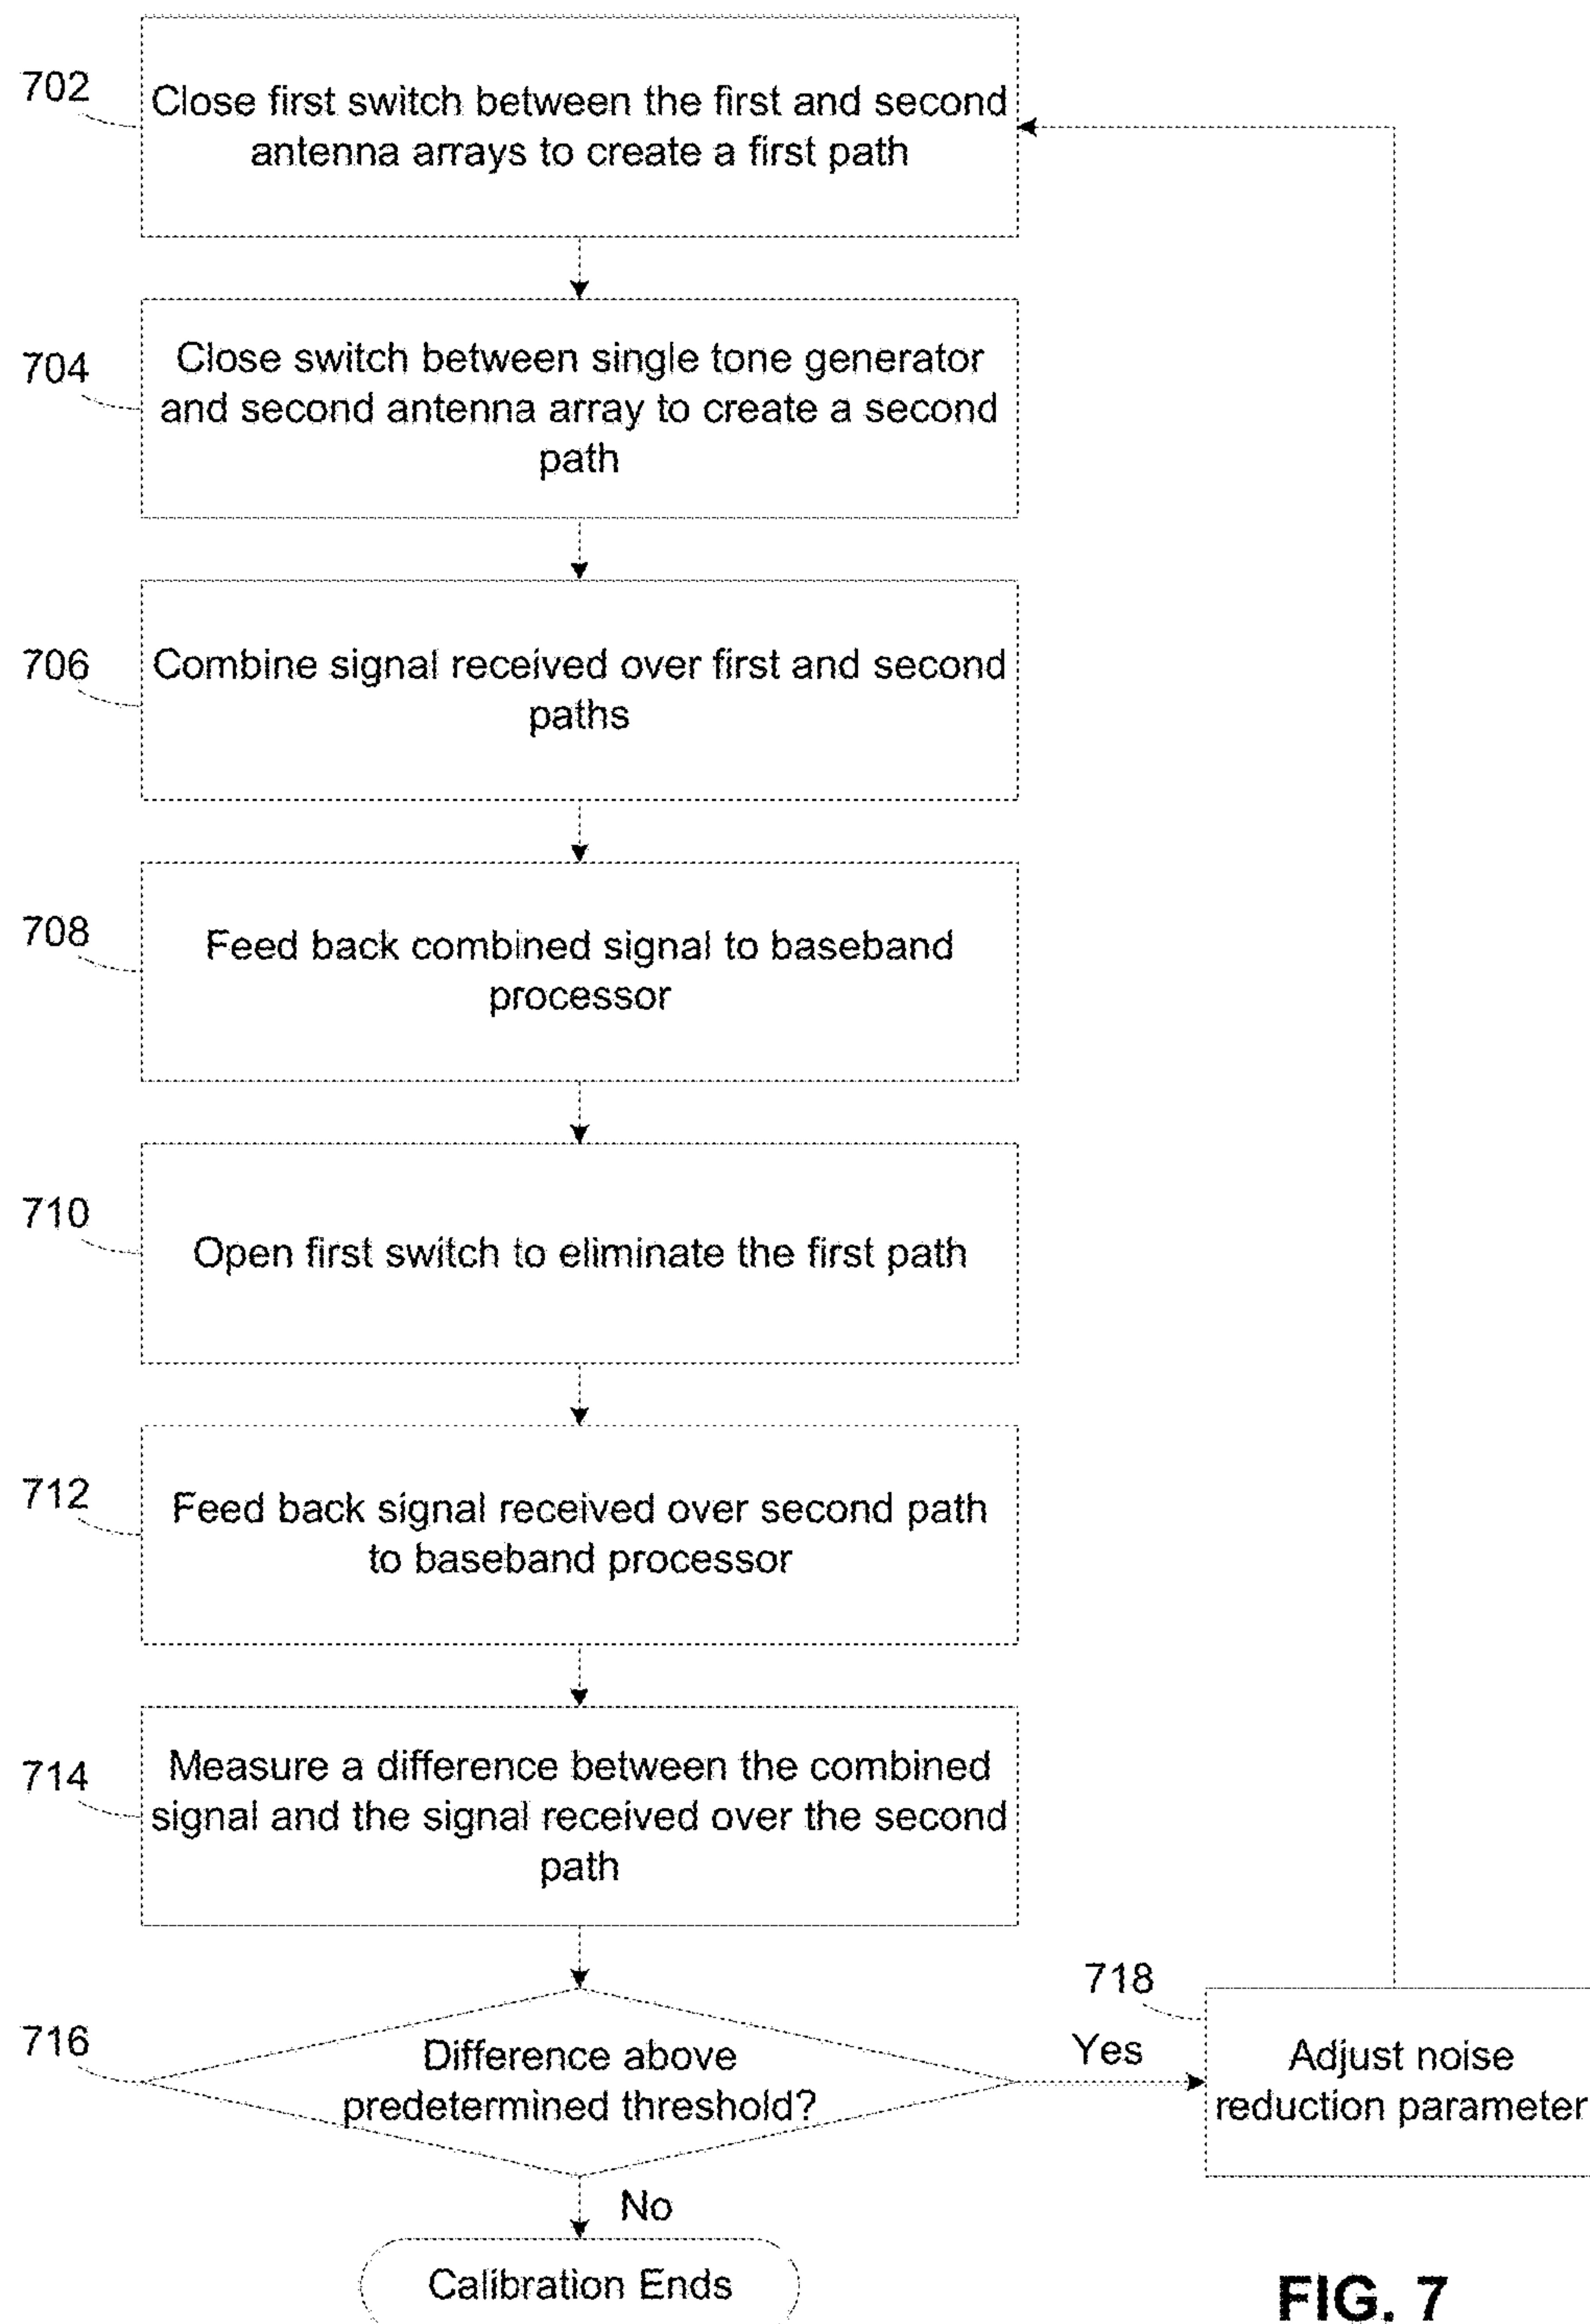 702
Close first switch between the first and second
antenna arrays to create a first path
704
Close switch between single tone generator
and second antenna array to create a second
path
706
Combine signal received over first and second
paths
708
Feed back combined signal to baseband
processor
710
Open first switch to eliminate the first path
712
Feed back signal received over second path
to baseband processor
714
Measure a difference between the combined
signal and the signal received over the second
path
716
Difference above
predetermined threshold?
Yes
718
Adjust noise
reduction parameter
No
Calibration Ends
FIG. 7